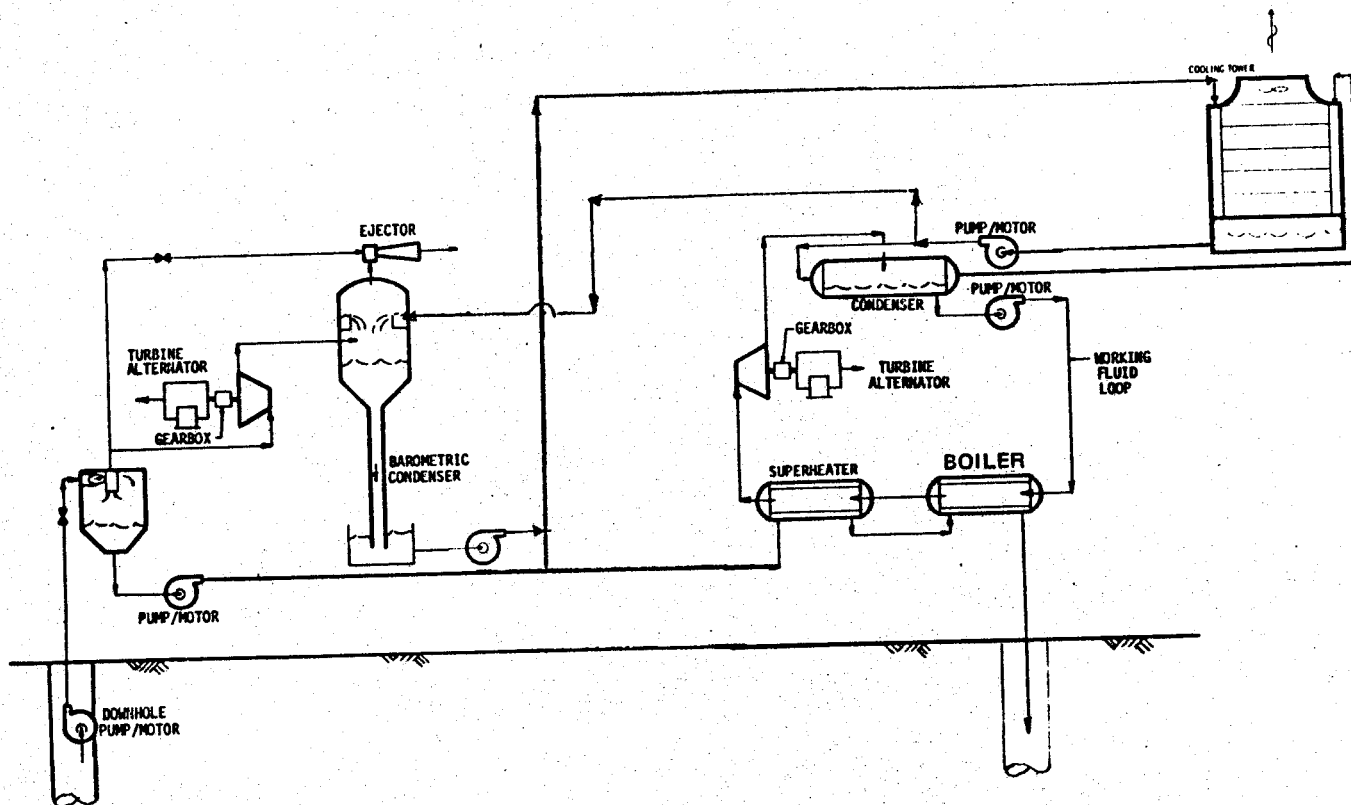 COOLING TOWER
EJECTOR
PUMP/MOTOR
CONDENSER
PUMP/MOTOR
GEARBOX
TURBINE
ALTERNATOR
WORKING
FLUID
LOOP
TURBINE
ALTERNATOR
GEARBOX
BAROMETRIC
CONDENSER
SUPERHEATER
BOILER
PUMP/MOTOR
DOWNHOLE
PUMP/MOTOR